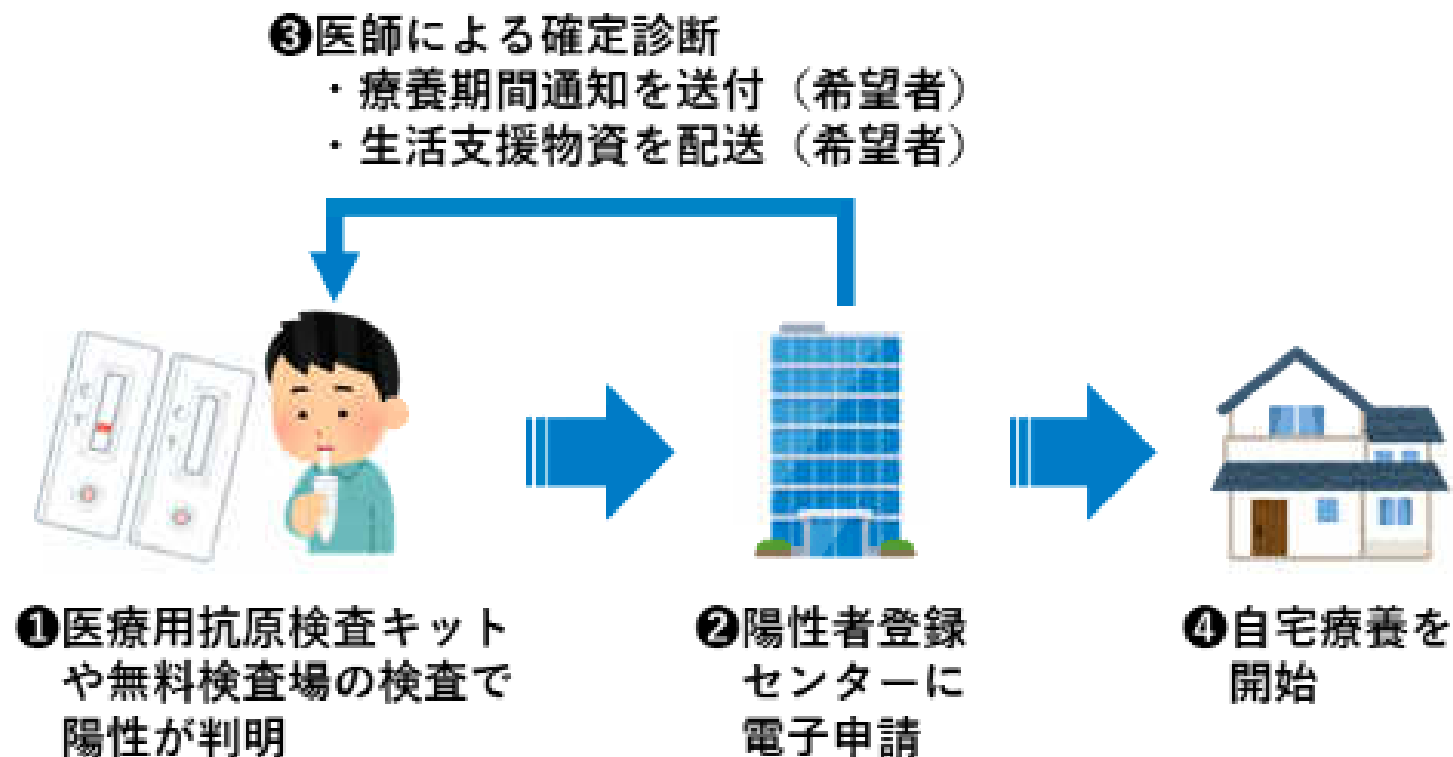 ❸医師による確定診断
・療養期間通知を送付（希望者）
・生活支援物資を配送（希望者）
C
T
C
T
❶医療用抗原検査キット
や無料検査場の検査で
陽性が判明
❷陽性者登録
センターに
電子申請
❹自宅療養を
開始